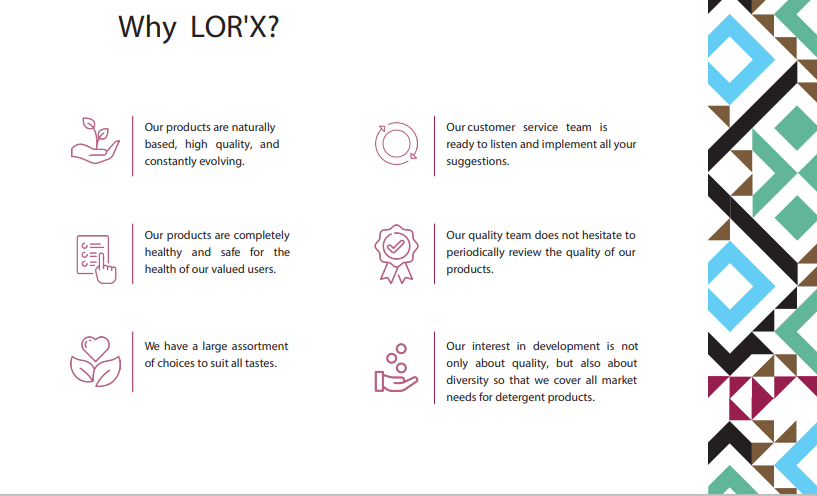 Why LOR'X?
Our products are naturally
based, high quality, and
constantly evolving.
Our customer service team is
ready to listen and implement all your
suggestions.
Our products are completely
healthy and safe for the
health of our valued users.
Our quality team does not hesitate to
periodically review the quality of our
products.
We have a large assortment
of choices to suit all tastes.
Our interest in development is not
only about quality, but also about
diversity so that we cover all market
needs for detergent products.